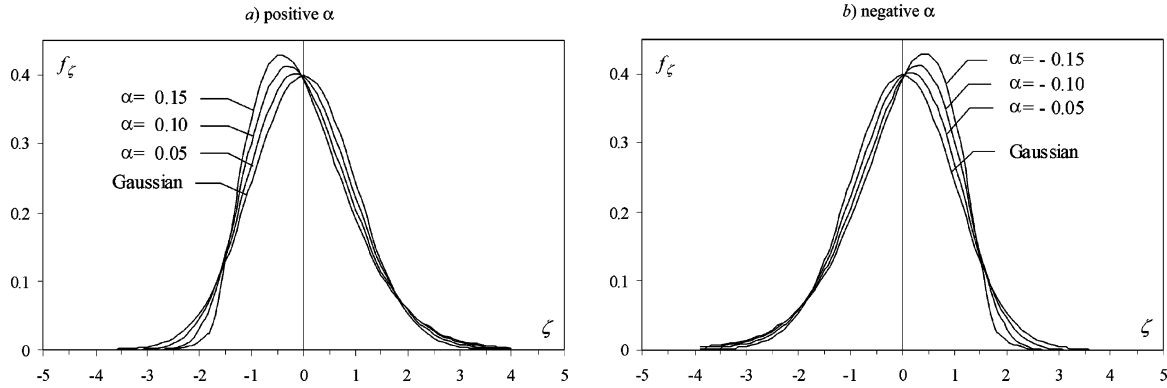 a) positive α
fζ
0.4
0.3
0.2
0.1
0
α= 0.15
α= 0.10
α= 0.05
Gaussian
ζ
-5 -4 -3 -2 -1 0 1 2 3 4 5
b) negative α
fζ
0.4
0.3
0.2
0.1
0
α= - 0.15
α= - 0.10
α= - 0.05
Gaussian
ζ
-5 -4 -3 -2 -1 0 1 2 3 4 5